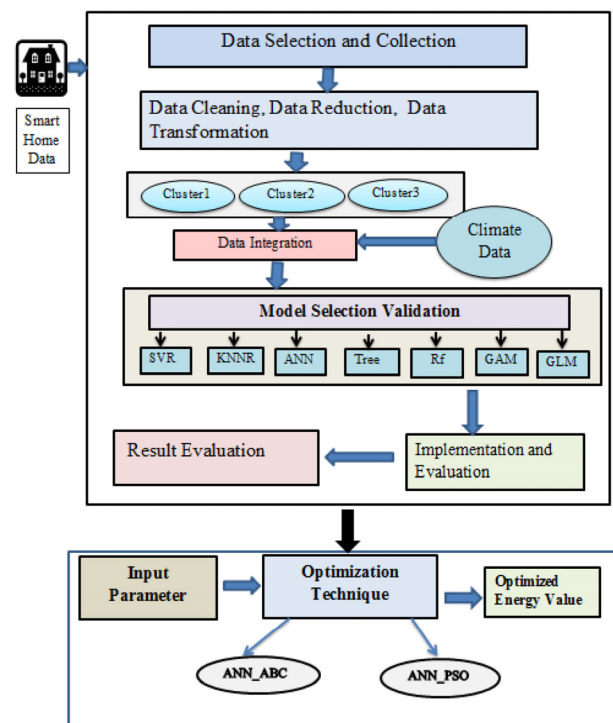 Data Selection and Collection
Smart
Home
Data
Data Cleaning, Data Reduction, Data
Transformation
Cluster1
Cluster2
Cluster3
Data Integration
Climate
Data
Model Selection Validation
SVR
KNNR
ANN
Tree
Rf
GAM
GLM
Result Evaluation
Implementation and
Evaluation
Input
Parameter
Optimization
Technique
Optimized
Energy Value
ANN_ABC
ANN_PSO